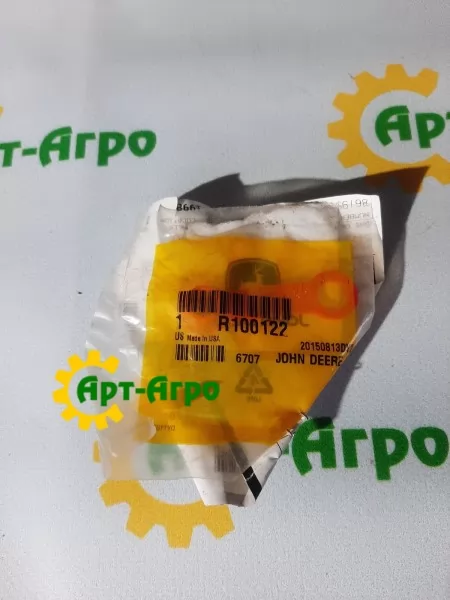 т-Агро
Арт-
1 R100122
US Made in USA
20150813
6707 JOHN DEERE
Арт-Агро
Агро